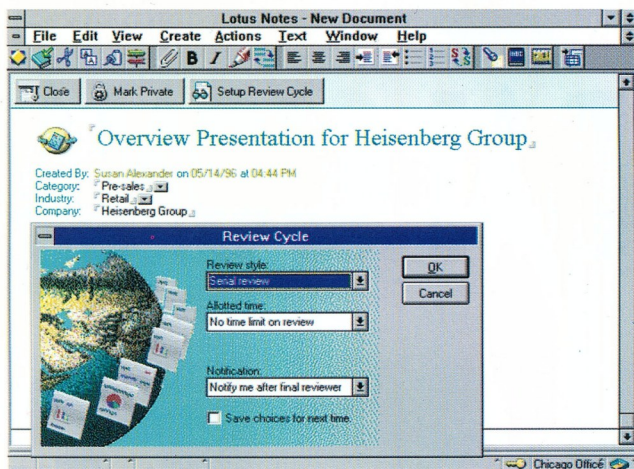 Lotus Notes - New Document
File Edit View Create Actions Text Window Help
B I
Close Mark Private Setup Review Cycle
Overview Presentation for Heisenberg Group
Created By: Susan Alexander on 05/14/96 at 04:44 PM
Category: Pre-sales
Industry: Retail
Company: Heisenberg Group
Review Cycle
Review style:
Serial review
OK
Cancel
Allotted time:
No time limit on review
Notification:
Notify me after final reviewer
Save choices for next time.
Chicago Office